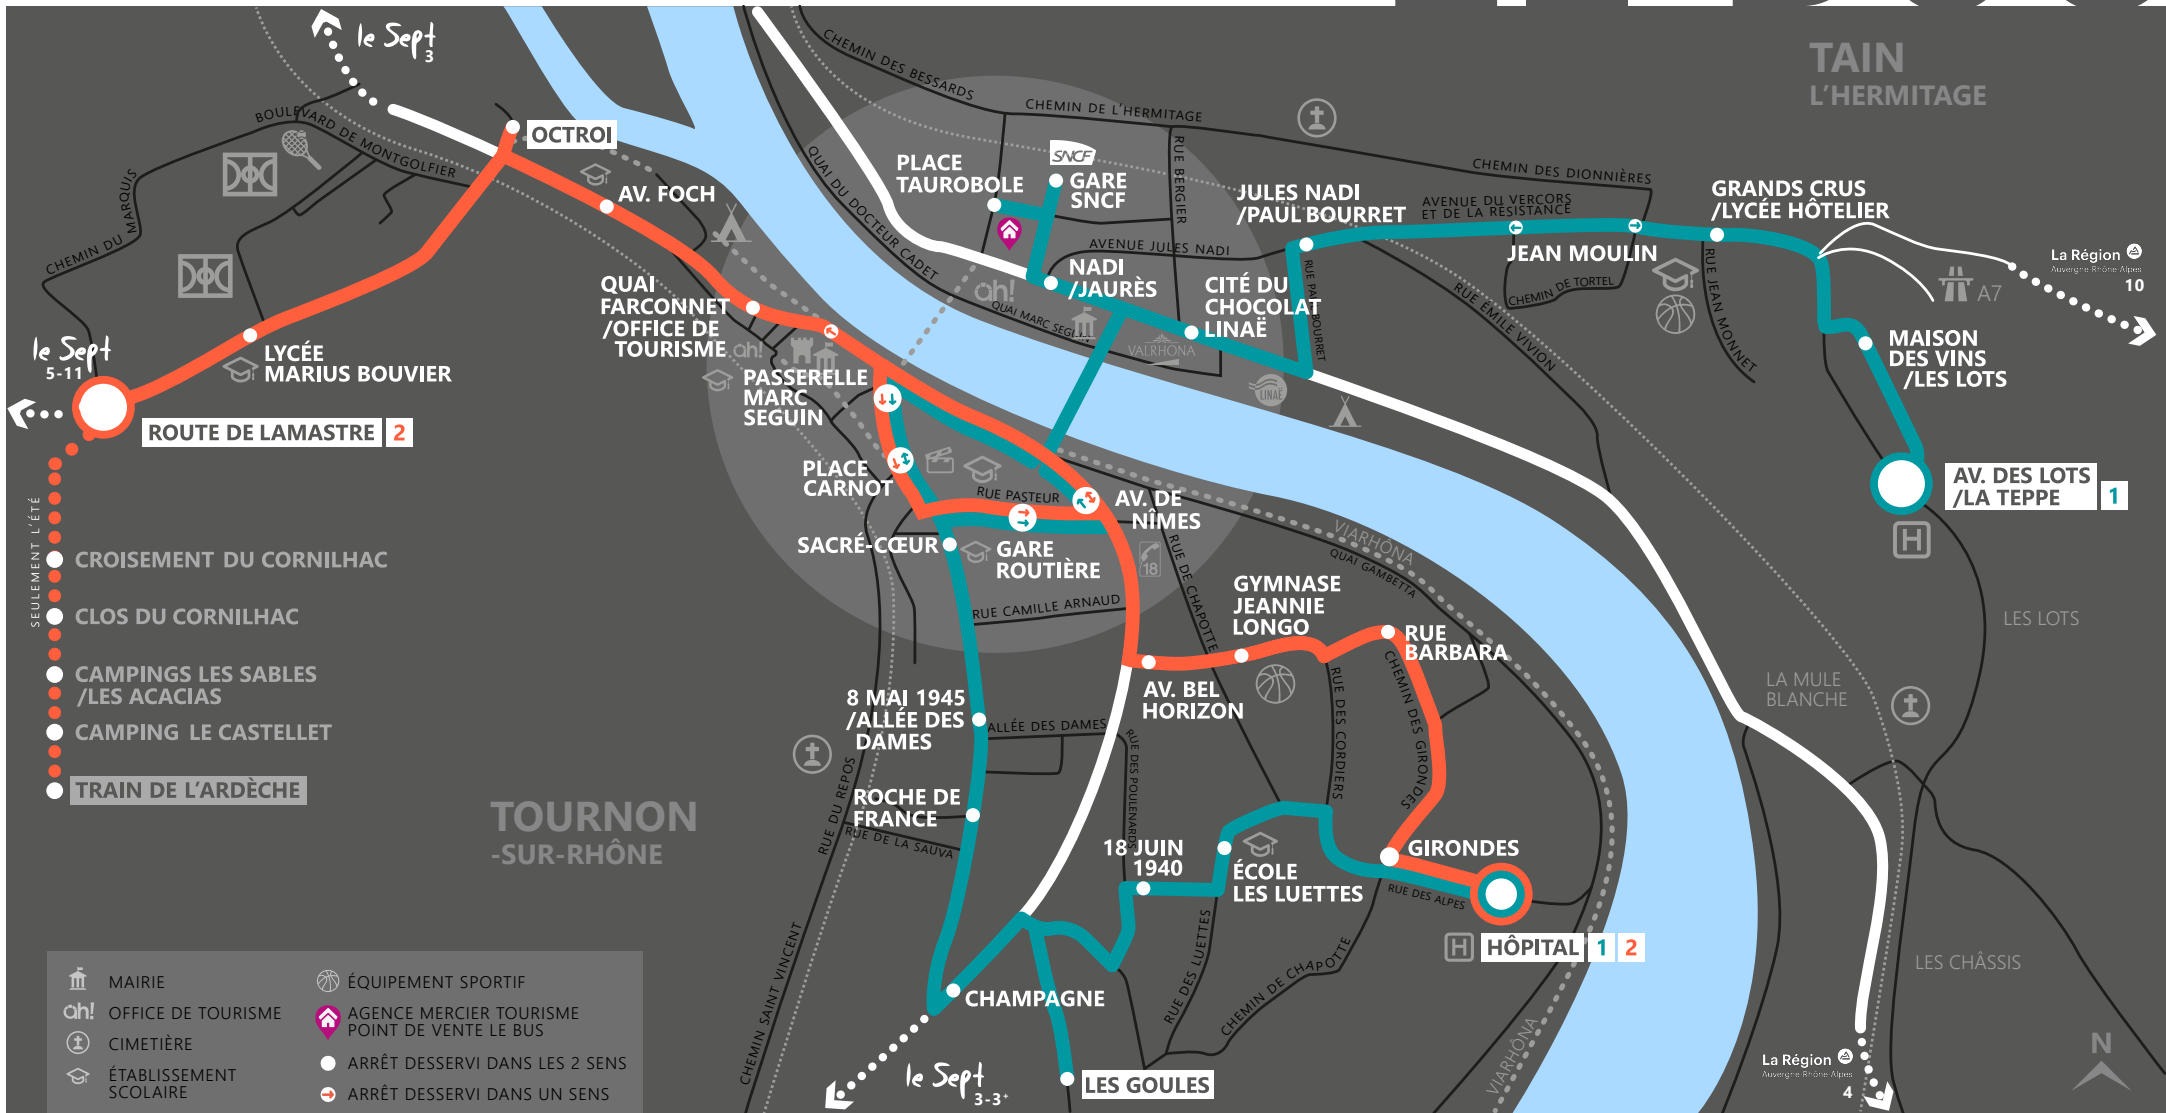 le Sept
3
TAIN
L'HERMITAGE
CHEMIN DES BESSARDS
CHEMIN DE L'HERMITAGE
BOULEVARD DE MONTGOLFIER
OCTROI
SNCF
PLACE
TAUROBOLE
GARE
SNCF
RUE BERGIER
QUAI DU DOCTEUR CADET
CHEMIN DES DIONNIÈRES
JULES NADI
/PAUL BOURRET
AVENUE DU VERCORS
ET DE LA RÉSISTANCE
GRANDS CRUS
/LYCÉE HÔTELIER
AV. FOCH
CHEMIN DU MARQUIS
AVENUE JULES NADI
JEAN MOULIN
La Région
Auvergne-Rhône-Alpes
10
NADI
/JAURÈS
CITÉ DU
CHOCOLAT
LINAË
RUE PAUL BOURRET
CHEMIN DE TORTEL
RUE ÉMILE VIVION
RUE JEAN MONNET
A7
QUAI
FARCONNET
/OFFICE DE
TOURISME
ah!
ah!
QUAI MARC SEGUIN
VALRHONA
LINAË
MAISON
DES VINS
/LES LOTS
le Sept
5-11
LYCÉE
MARIUS BOUVIER
PASSERELLE
MARC
SEGUIN
ROUTE DE LAMASTRE 2
PLACE
CARNOT
RUE PASTEUR
AV. DE
NÎMES
AV. DES LOTS
/LA TEPPE 1
H
SEULEMENT L'ÉTÉ
SACRÉ-CŒUR
GARE
ROUTIÈRE
18
RUE DE CHAPOTTE
VIARHÔNA
QUAI GAMBETTA
CROISEMENT DU CORNILHAC
CLOS DU CORNILHAC
CAMPINGS LES SABLES
/LES ACACIAS
CAMPING LE CASTELLET
TRAIN DE L'ARDÈCHE
RUE CAMILLE ARNAUD
GYMNASE
JEANNIE
LONGO
RUE
BARBARA
LES LOTS
AV. BEL
HORIZON
RUE DES CORDIERS
CHEMIN DES GIRONDES
LA MULE
BLANCHE
8 MAI 1945
/ALLÉE DES
DAMES
ALLÉE DES DAMES
RUE DES POULENARDS
TOURNON
-SUR-RHÔNE
RUE DU REPOS
ROCHE DE
FRANCE
RUE DE LA SAUVA
18 JUIN
1940
ÉCOLE
LES LUETTES
GIRONDES
RUE DES ALPES
H HÔPITAL 1 2
RUE DES LUETTES
CHEMIN DE CHAPOTTE
LES CHÂSSIS
CHEMIN SAINT VINCENT
CHAMPAGNE
VIARHÔNA
le Sept
3-3+
LES GOULES
La Région
Auvergne-Rhône-Alpes
4
N
MAIRIE
ah! OFFICE DE TOURISME
CIMETIÈRE
ÉTABLISSEMENT
SCOLAIRE
ÉQUIPEMENT SPORTIF
AGENCE MERCIER TOURISME
POINT DE VENTE LE BUS
ARRÊT DESSERVI DANS LES 2 SENS
ARRÊT DESSERVI DANS UN SENS